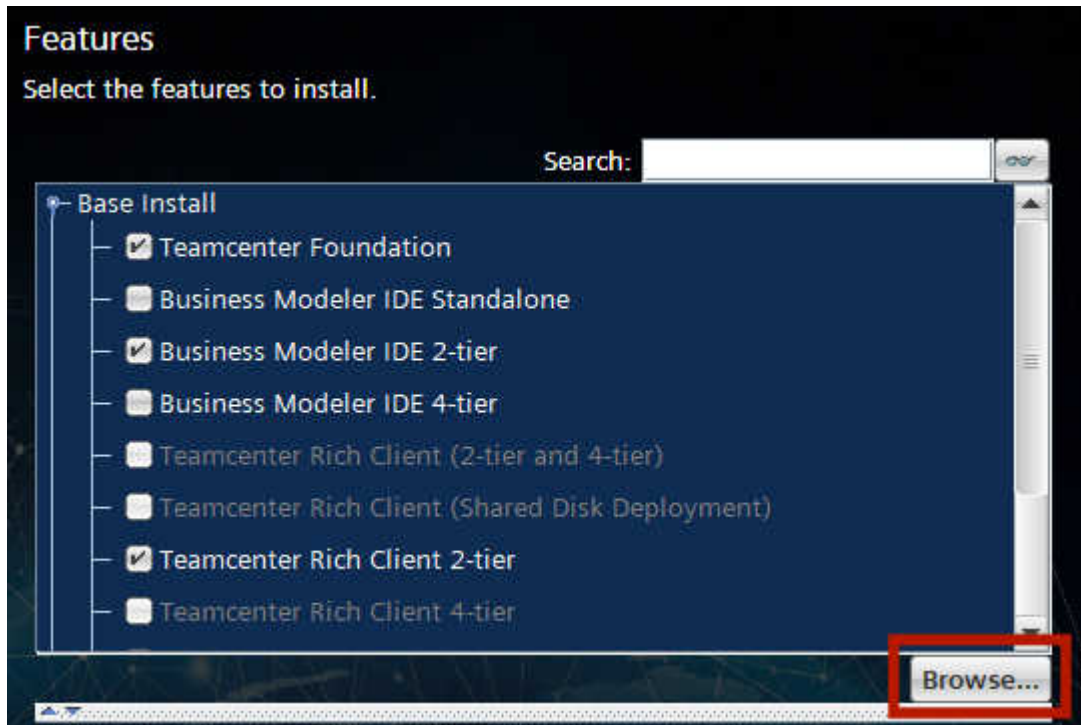 Features
Select the features to install.
Search:
Base Install
Teamcenter Foundation
Business Modeler IDE Standalone
Business Modeler IDE 2-tier
Business Modeler IDE 4-tier
Teamcenter Rich Client (2-tier and 4-tier)
Teamcenter Rich Client (Shared Disk Deployment)
Teamcenter Rich Client 2-tier
Teamcenter Rich Client 4-tier
Browse...